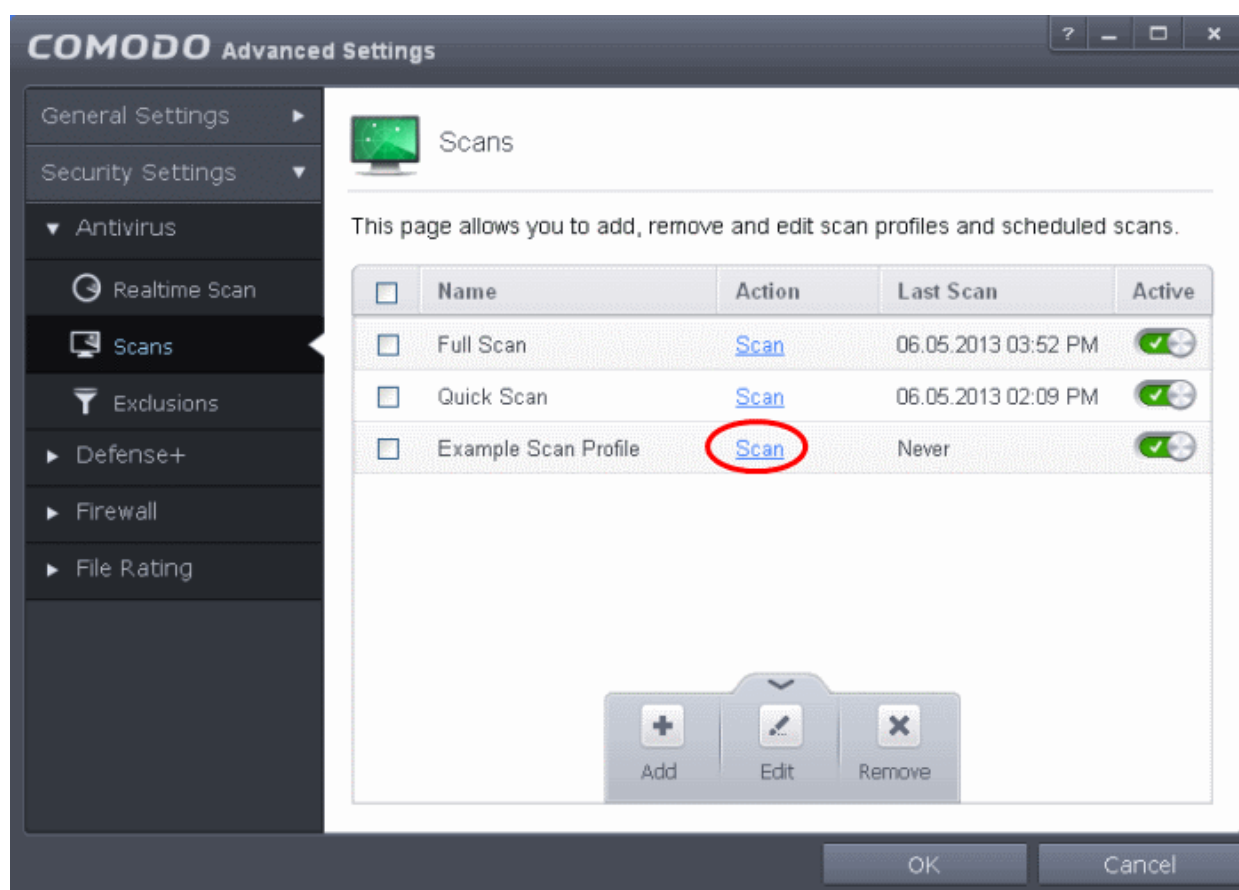 COMODO Advanced Settings
?
General Settings
Security Settings
Antivirus
Realtime Scan
Scans
Exclusions
Defense+
Firewall
File Rating
Scans
This page allows you to add, remove and edit scan profiles and scheduled scans.
Name Action Last Scan Active
Full Scan Scan 06.05.2013 03:52 PM
Quick Scan Scan 06.05.2013 02:09 PM
Example Scan Profile Scan Never
Add Edit Remove
OK Cancel